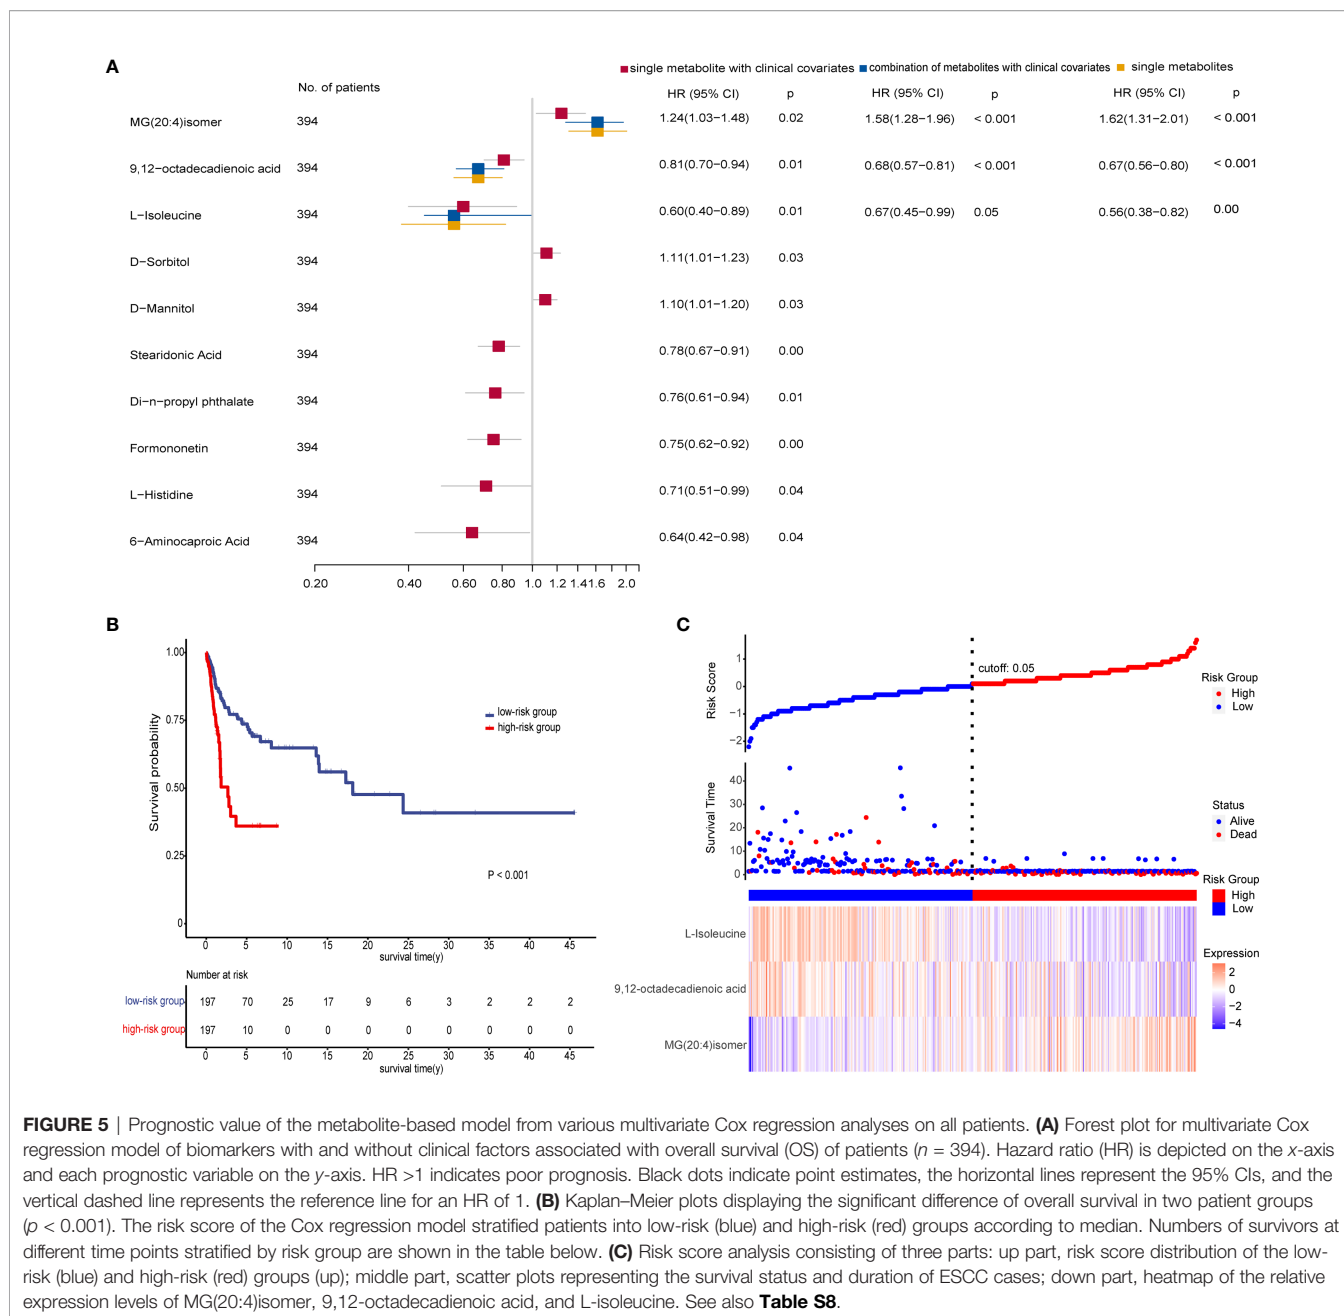 A
single metabolite with clinical covariates combination of metabolites with clinical covariates single metabolites
No. of patients HR (95% CI) p HR (95% CI) p HR (95% CI) p
MG(20:4)isomer 394 1.24(1.03−1.48) 0.02 1.58(1.28−1.96) < 0.001 1.62(1.31−2.01) < 0.001
9,12−octadecadienoic acid 394 0.81(0.70−0.94) 0.01 0.68(0.57−0.81) < 0.001 0.67(0.56−0.80) < 0.001
L−Isoleucine 394 0.60(0.40−0.89) 0.01 0.67(0.45−0.99) 0.05 0.56(0.38−0.82) 0.00
D−Sorbitol 394 1.11(1.01−1.23) 0.03
D−Mannitol 394 1.10(1.01−1.20) 0.03
Stearidonic Acid 394 0.78(0.67−0.91) 0.00
Di−n−propyl phthalate 394 0.76(0.61−0.94) 0.01
Formononetin 394 0.75(0.62−0.92) 0.00
L−Histidine 394 0.71(0.51−0.99) 0.04
6−Aminocaproic Acid 394 0.64(0.42−0.98) 0.04
0.20 0.40 0.60 0.80 1.0 1.2 1.41.6 2.0
B
Survival probability
1.00
0.75
0.50
0.25
0
low-risk group
high-risk group
P < 0.001
0 5 10 15 20 25 30 35 40 45
survival time(y)
Number at risk
low-risk group 197 70 25 17 9 6 3 2 2 2
high-risk group 197 10 0 0 0 0 0 0 0 0
0 5 10 15 20 25 30 35 40 45
survival time(y)
C
Risk Score
1
0
−1
−2
cutoff: 0.05
Risk Group
High
Low
Survival Time
40
30
20
10
0
Status
Alive
Dead
Risk Group
High
Low
L-Isoleucine
9,12-octadecadienoic acid
MG(20:4)isomer
Expression
2
0
−2
−4
FIGURE 5 | Prognostic value of the metabolite-based model from various multivariate Cox regression analyses on all patients. (A) Forest plot for multivariate Cox
regression model of biomarkers with and without clinical factors associated with overall survival (OS) of patients (n = 394). Hazard ratio (HR) is depicted on the x-axis
and each prognostic variable on the y-axis. HR >1 indicates poor prognosis. Black dots indicate point estimates, the horizontal lines represent the 95% CIs, and the
vertical dashed line represents the reference line for an HR of 1. (B) Kaplan–Meier plots displaying the significant difference of overall survival in two patient groups
(p < 0.001). The risk score of the Cox regression model stratified patients into low-risk (blue) and high-risk (red) groups according to median. Numbers of survivors at
different time points stratified by risk group are shown in the table below. (C) Risk score analysis consisting of three parts: up part, risk score distribution of the low-
risk (blue) and high-risk (red) groups (up); middle part, scatter plots representing the survival status and duration of ESCC cases; down part, heatmap of the relative
expression levels of MG(20:4)isomer, 9,12-octadecadienoic acid, and L-isoleucine. See also Table S8.